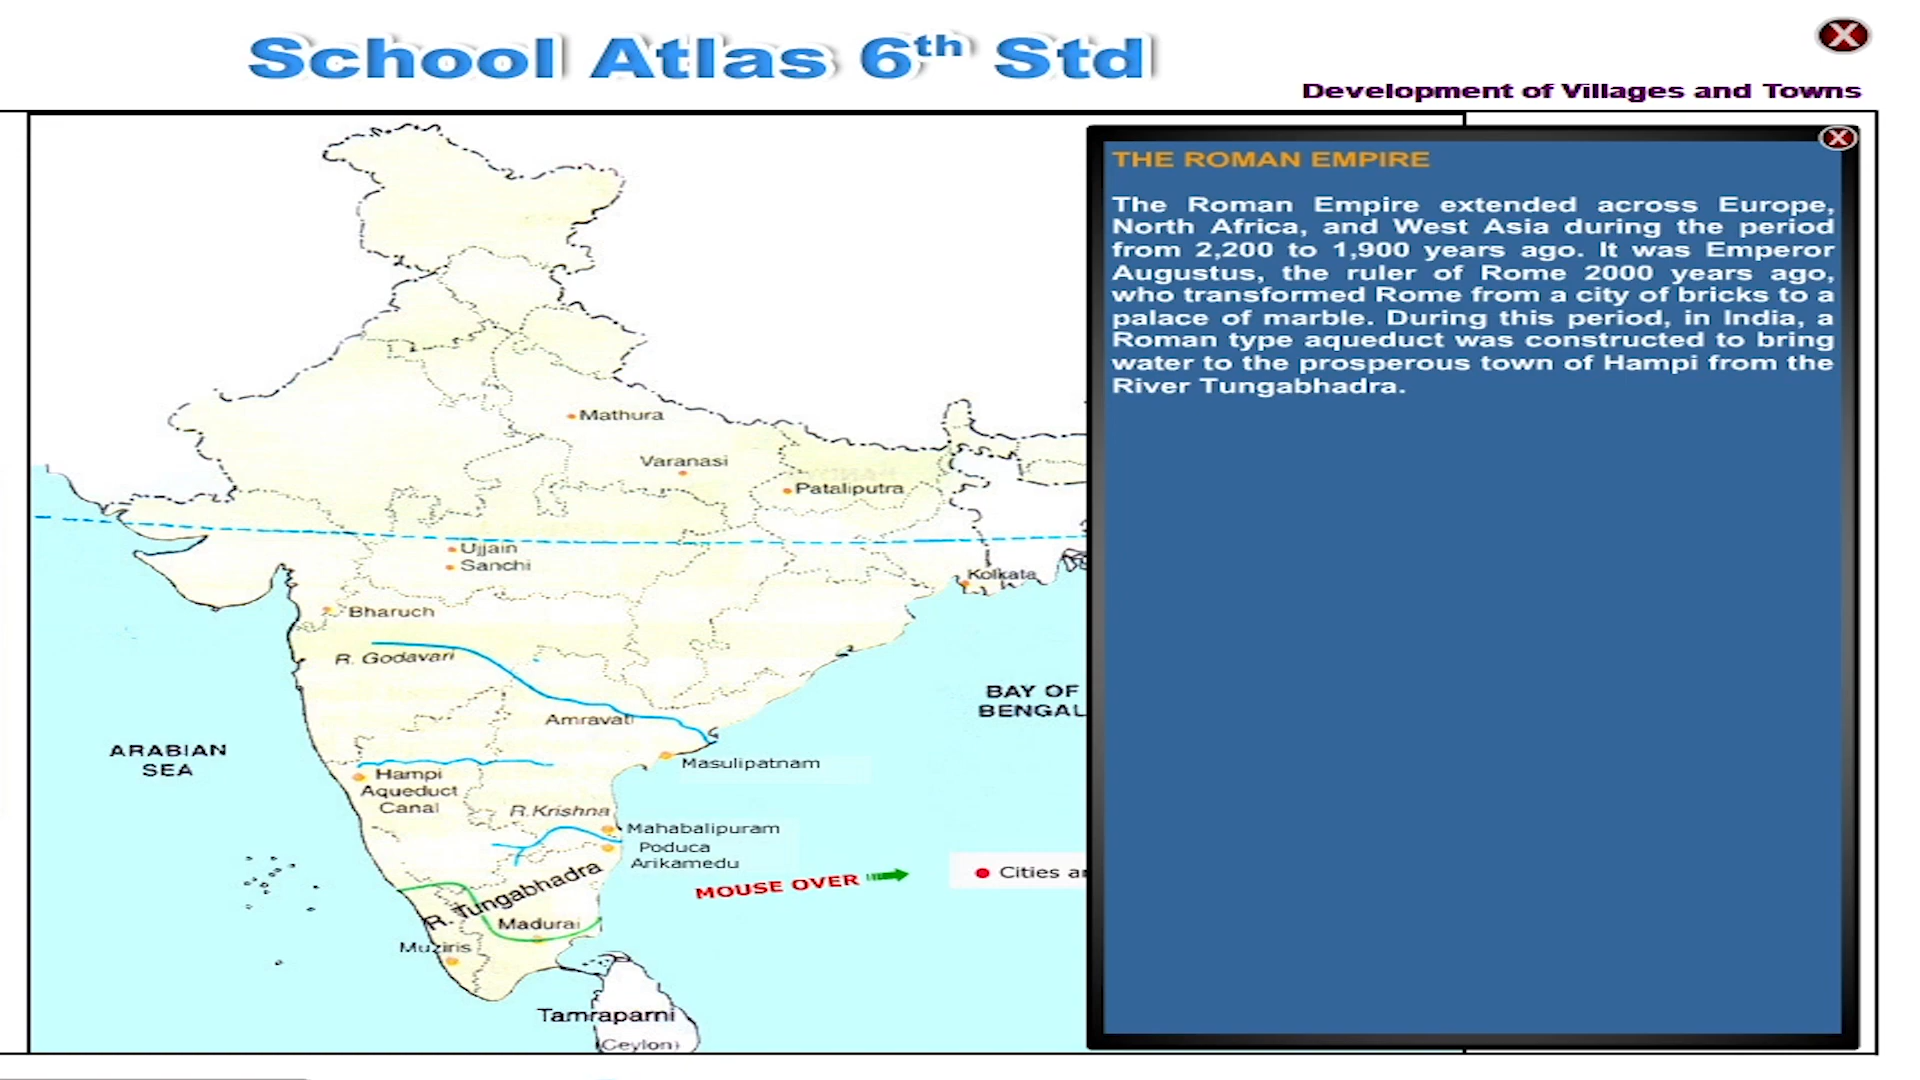 School Atlas 6th Std
Development of Villages and Towns
THE ROMAN EMPIRE
The Roman Empire extended across Europe,
North Africa, and West Asia during the period
from 2,200 to 1,900 years ago. It was Emperor
Augustus, the ruler of Rome 2000 years ago,
who transformed Rome from a city of bricks to a
palace of marble. During this period, in India, a
Roman type aqueduct was constructed to bring
water to the prosperous town of Hampi from the
River Tungabhadra.
Mathura
Varanasi
Pataliputra
Ujjain
Sanchi
Kolkata
Bharuch
R. Godavari
BAY OF
BENGAL
Amravati
ARABIAN
SEA
Masulipatnam
Hampi
Aqueduct
Canal
R.Krishna
Mahabalipuram
Poduca
Arikamedu
R. Tungabhadra
MOUSE OVER
Cities
Madurai
Muziris
Tamraparni
(Ceylon)